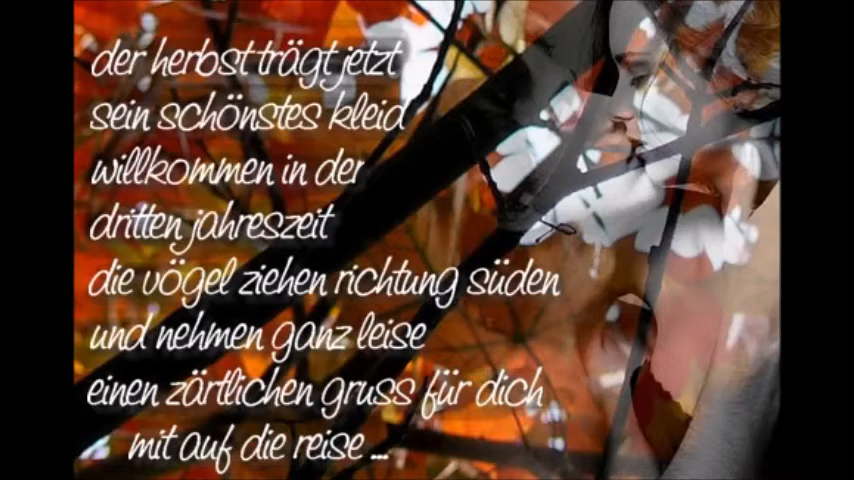 der herbst trägt jetzt
sein schönstes kleid
willkommen in der
dritten jahreszeit
die vögel ziehen richtung süden
und nehmen ganz leise
einen zärtlichen gruss für dich
mit auf die reise ...